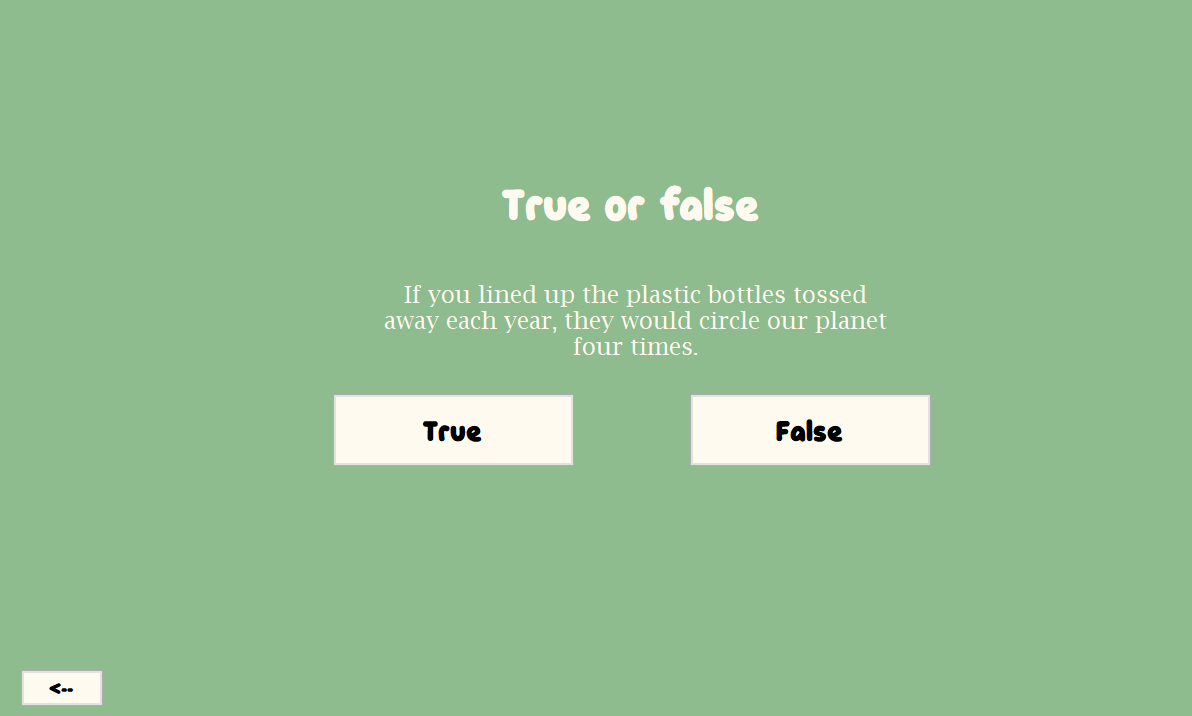 True or false
If you lined up the plastic bottles tossed
away each year, they would circle our planet
four times.
True
False
<--